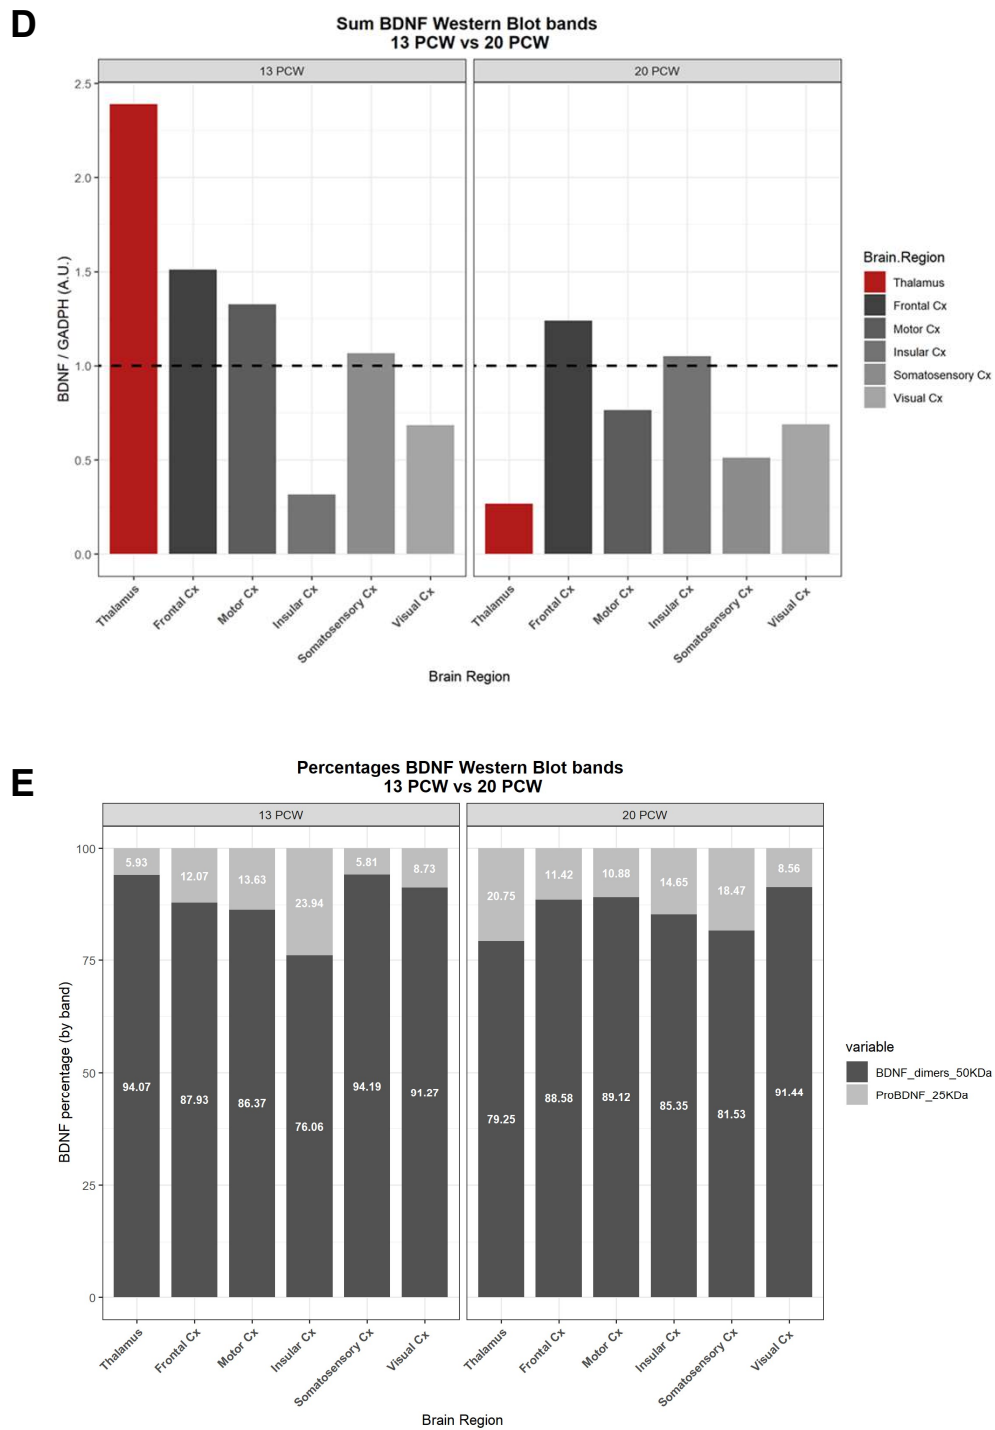 D
Sum BDNF Western Blot bands
13 PCW vs 20 PCW
13 PCW
20 PCW
2.5
2.0
1.5
1.0
0.5
0.0
BDNF / GADPH (A.U.)
Thalamus
Frontal Cx
Motor Cx
Insular Cx
Somatosensory Cx
Visual Cx
Thalamus
Frontal Cx
Motor Cx
Insular Cx
Somatosensory Cx
Visual Cx
Brain Region
Brain.Region
Thalamus
Frontal Cx
Motor Cx
Insular Cx
Somatosensory Cx
Visual Cx
E
Percentages BDNF Western Blot bands
13 PCW vs 20 PCW
13 PCW
20 PCW
100
75
50
25
0
BDNF percentage (by band)
5.93
12.07
13.63
23.94
5.81
8.73
20.75
11.42
10.88
14.65
18.47
8.56
94.07
87.93
86.37
76.06
94.19
91.27
79.25
88.58
89.12
85.35
81.53
91.44
Thalamus
Frontal Cx
Motor Cx
Insular Cx
Somatosensory Cx
Visual Cx
Thalamus
Frontal Cx
Motor Cx
Insular Cx
Somatosensory Cx
Visual Cx
Brain Region
variable
BDNF_dimers_50KDa
ProBDNF_25KDa